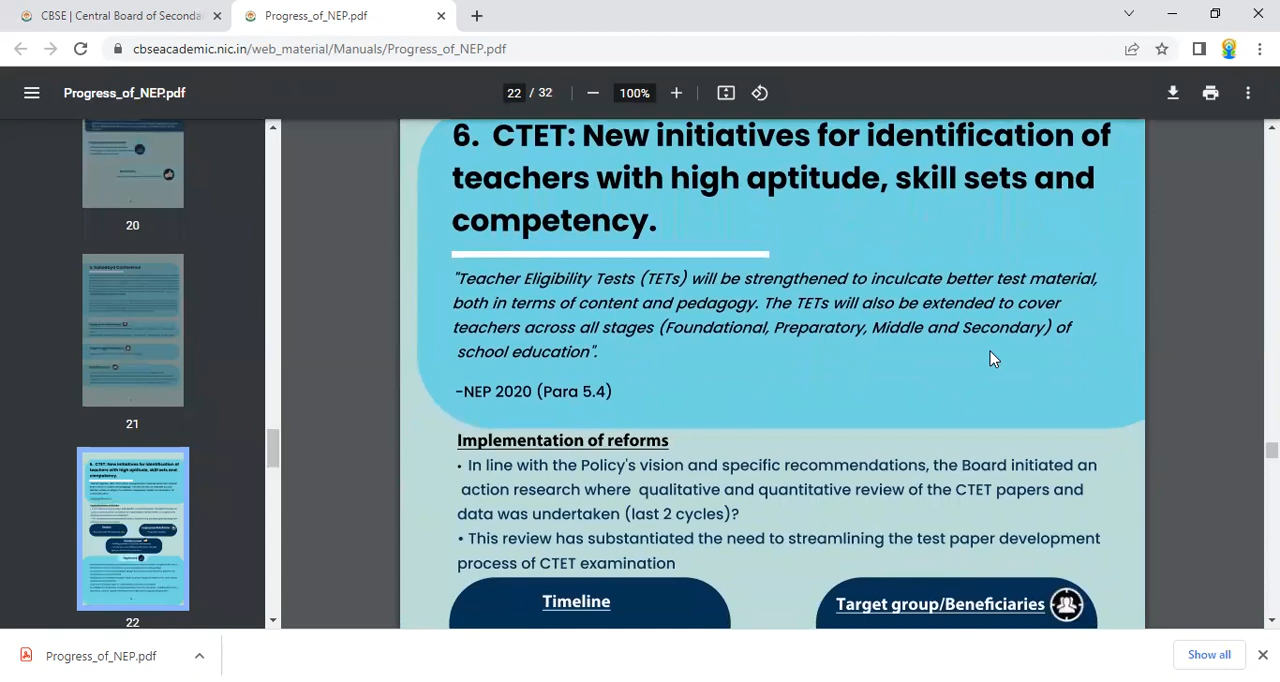 CBSE | Central Board of Seconda
Progress_of_NEP.pdf
cbseacademic.nic.in/web_material/Manuals/Progress_of_NEP.pdf
Progress_of_NEP.pdf
22 / 32
100%
20
21
22
6. CTET: New initiatives for identification of
teachers with high aptitude, skill sets and
competency.
"Teacher Eligibility Tests (TETs) will be strengthened to inculcate better test material,
both in terms of content and pedagogy. The TETs will also be extended to cover
teachers across all stages (Foundational, Preparatory, Middle and Secondary) of
school education".
-NEP 2020 (Para 5.4)
Implementation of reforms
• In line with the Policy's vision and specific recommendations, the Board initiated an
action research where qualitative and quantitative review of the CTET papers and
data was undertaken (last 2 cycles)?
• This review has substantiated the need to streamlining the test paper development
process of CTET examination
Timeline
Target group/Beneficiaries
Progress_of_NEP.pdf
Show all